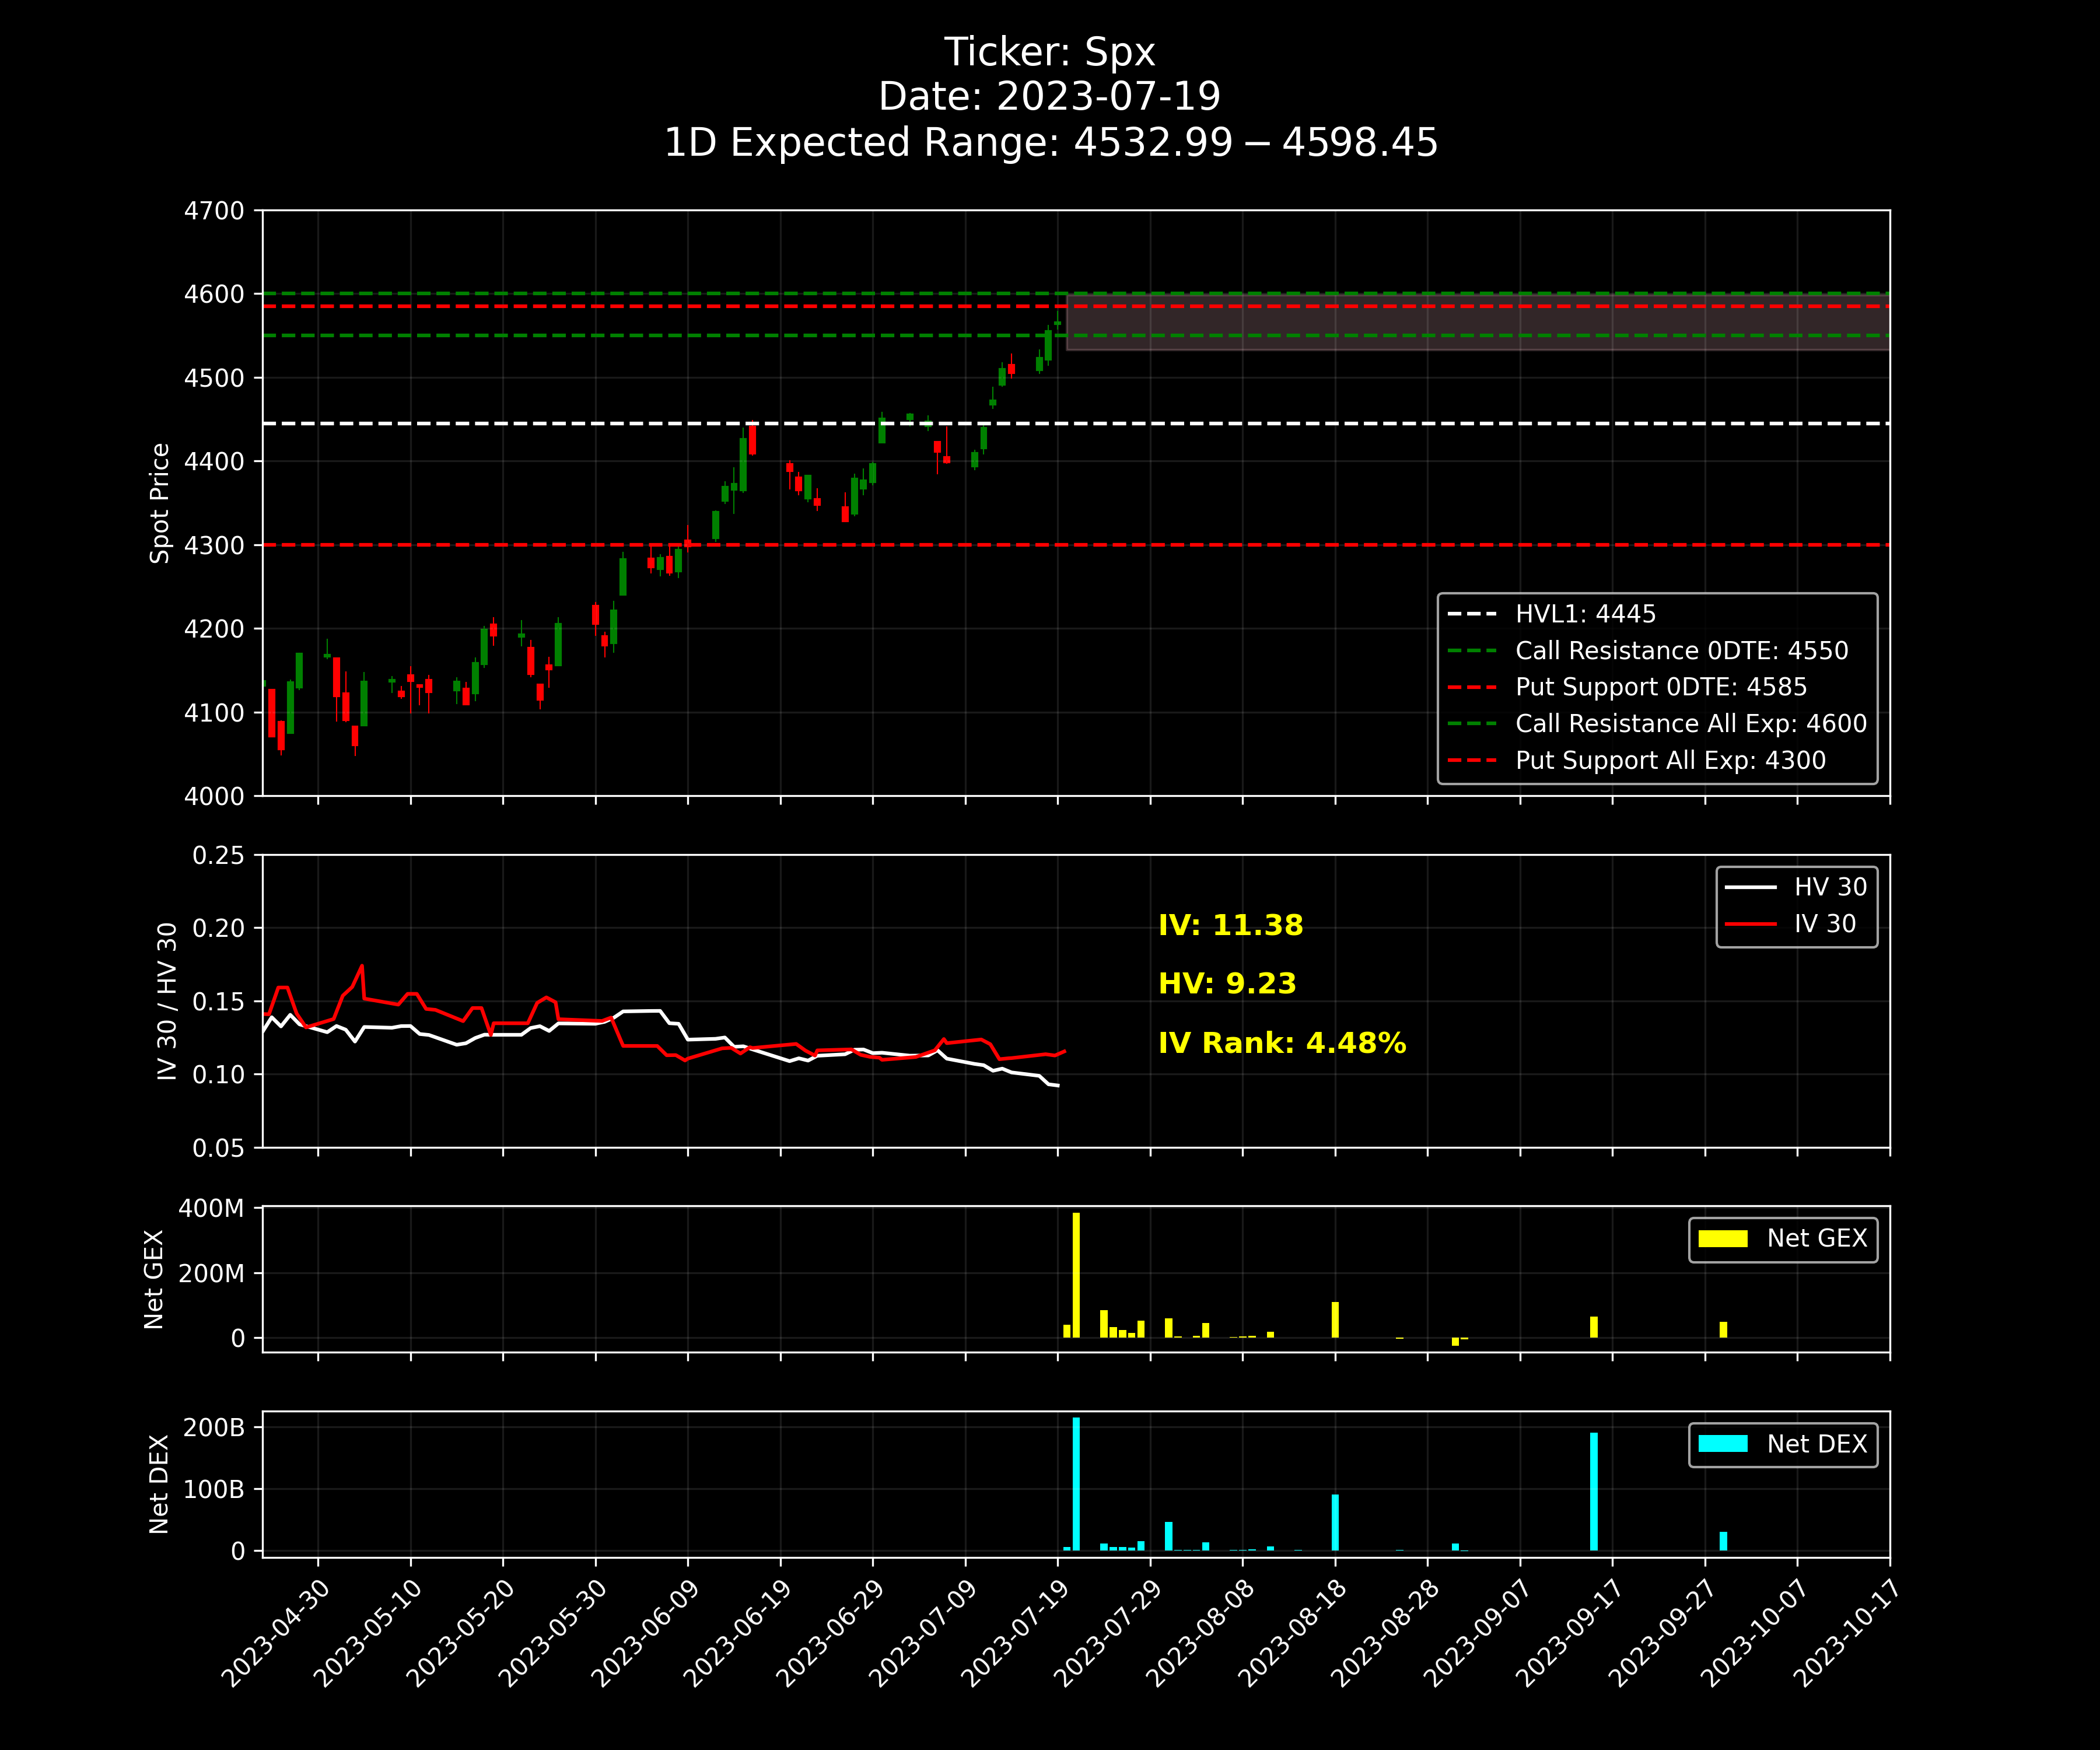 Ticker: Spx
Date: 2023-07-19
1D Expected Range: 4532.99 – 4598.45
4700
4600
4500
4400
4300
4200
4100
4000
Spot Price
HVL1: 4445
Call Resistance 0DTE: 4550
Put Support 0DTE: 4585
Call Resistance All Exp: 4600
Put Support All Exp: 4300
0.25
0.20
0.15
0.10
0.05
IV 30 / HV 30
IV: 11.38
HV: 9.23
IV Rank: 4.48%
HV 30
IV 30
400M
200M
0
Net GEX
Net GEX
200B
100B
0
Net DEX
Net DEX
2023-04-30
2023-05-10
2023-05-20
2023-05-30
2023-06-09
2023-06-19
2023-06-29
2023-07-09
2023-07-19
2023-07-29
2023-08-08
2023-08-18
2023-08-28
2023-09-07
2023-09-17
2023-09-27
2023-10-07
2023-10-17